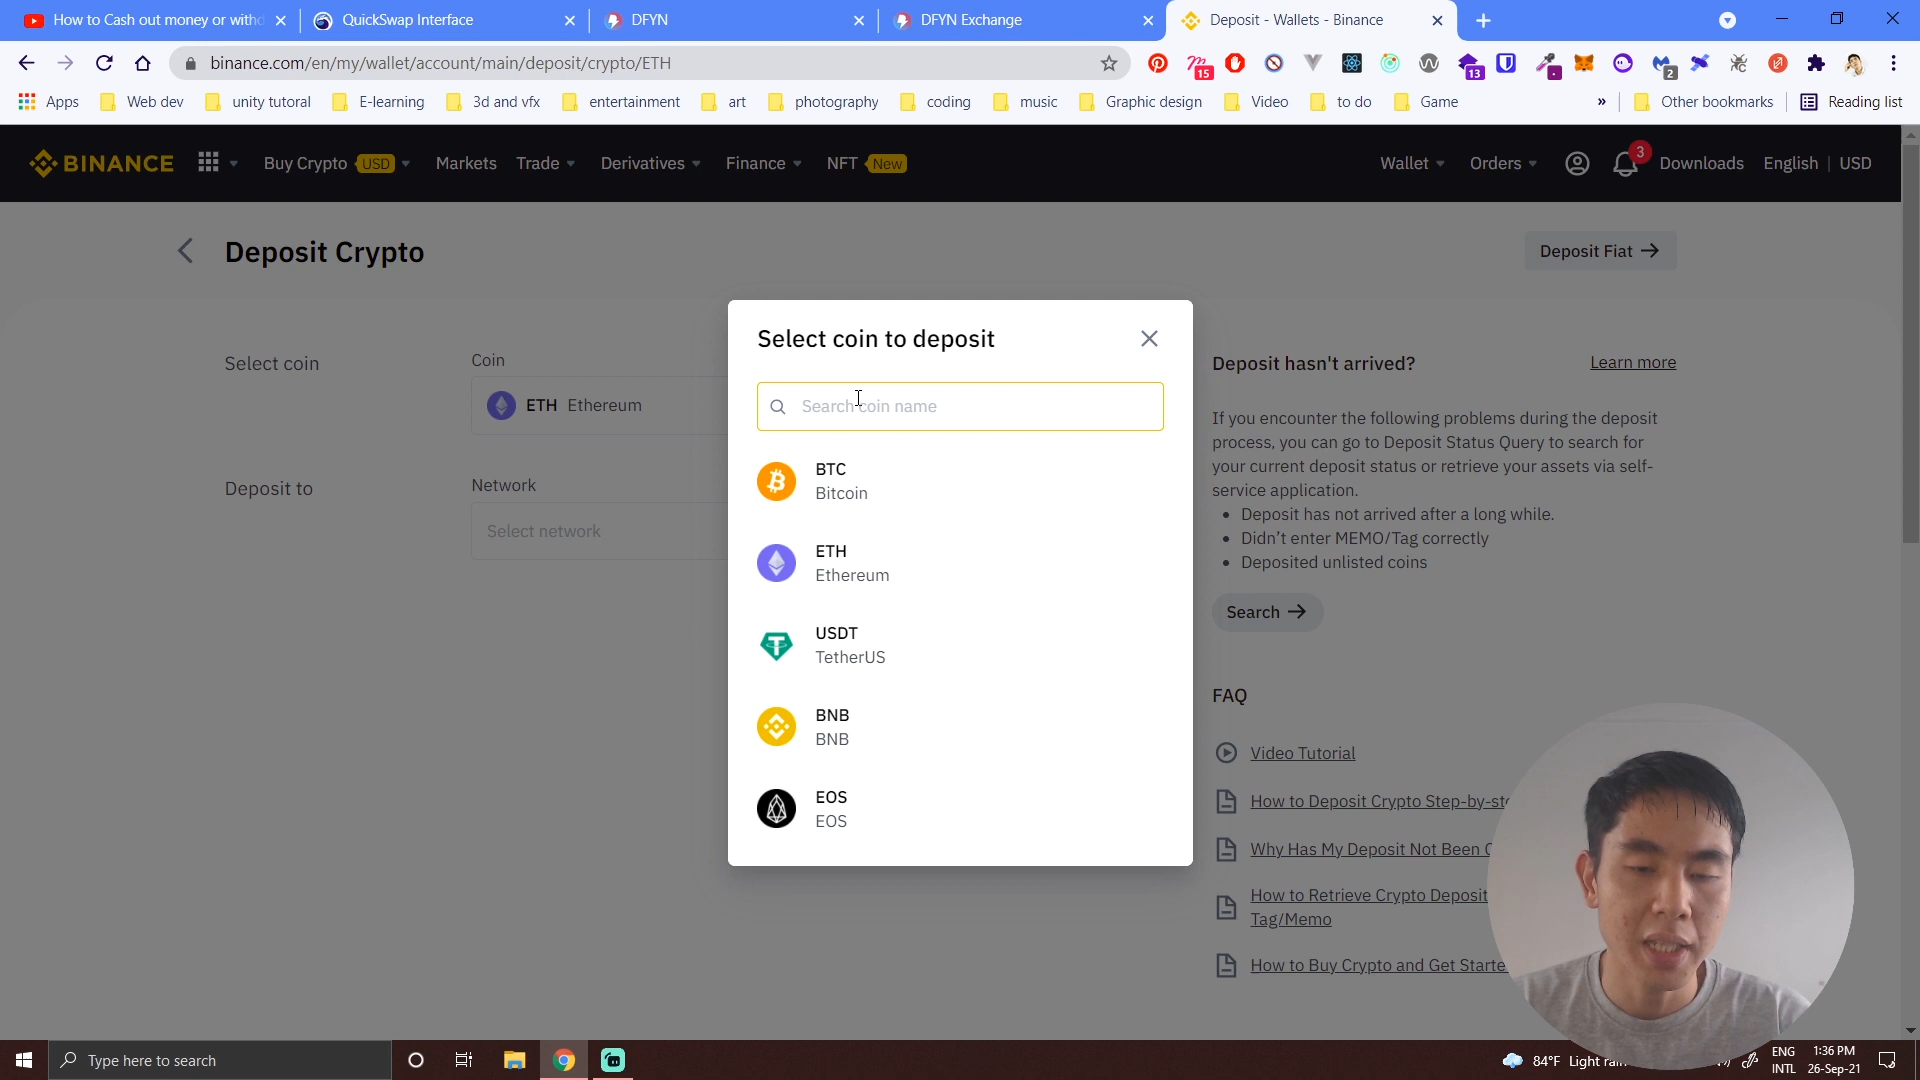 How to Cash out money or withd
QuickSwap Interface
DFYN
DFYN Exchange
Deposit - Wallets - Binance
binance.com/en/my/wallet/account/main/deposit/crypto/ETH
15
13
2
Apps
Web dev
unity tutoral
E-learning
3d and vfx
entertainment
art
photography
coding
music
Graphic design
Video
to do
Game
»
Other bookmarks
Reading list
BINANCE
Buy Crypto USD
Markets
Trade
Derivatives
Finance
NFT New
Wallet
Orders
3
Downloads
English | USD
Deposit Crypto
Deposit Fiat →
Select coin
Coin
ETH Ethereum
Deposit to
Network
Select network
Select coin to deposit
Search coin name
BTC
Bitcoin
ETH
Ethereum
USDT
TetherUS
BNB
BNB
EOS
EOS
Deposit hasn't arrived?
Learn more
If you encounter the following problems during the deposit
process, you can go to Deposit Status Query to search for
your current deposit status or retrieve your assets via self-
service application.
• Deposit has not arrived after a long while.
• Didn't enter MEMO/Tag correctly
• Deposited unlisted coins
Search →
FAQ
Video Tutorial
How to Deposit Crypto Step-by-st
Why Has My Deposit Not Been
How to Retrieve Crypto Deposit
Tag/Memo
How to Buy Crypto and Get Starte
Type here to search
84°F Light rain
ENG
INTL
1:36 PM
26-Sep-21